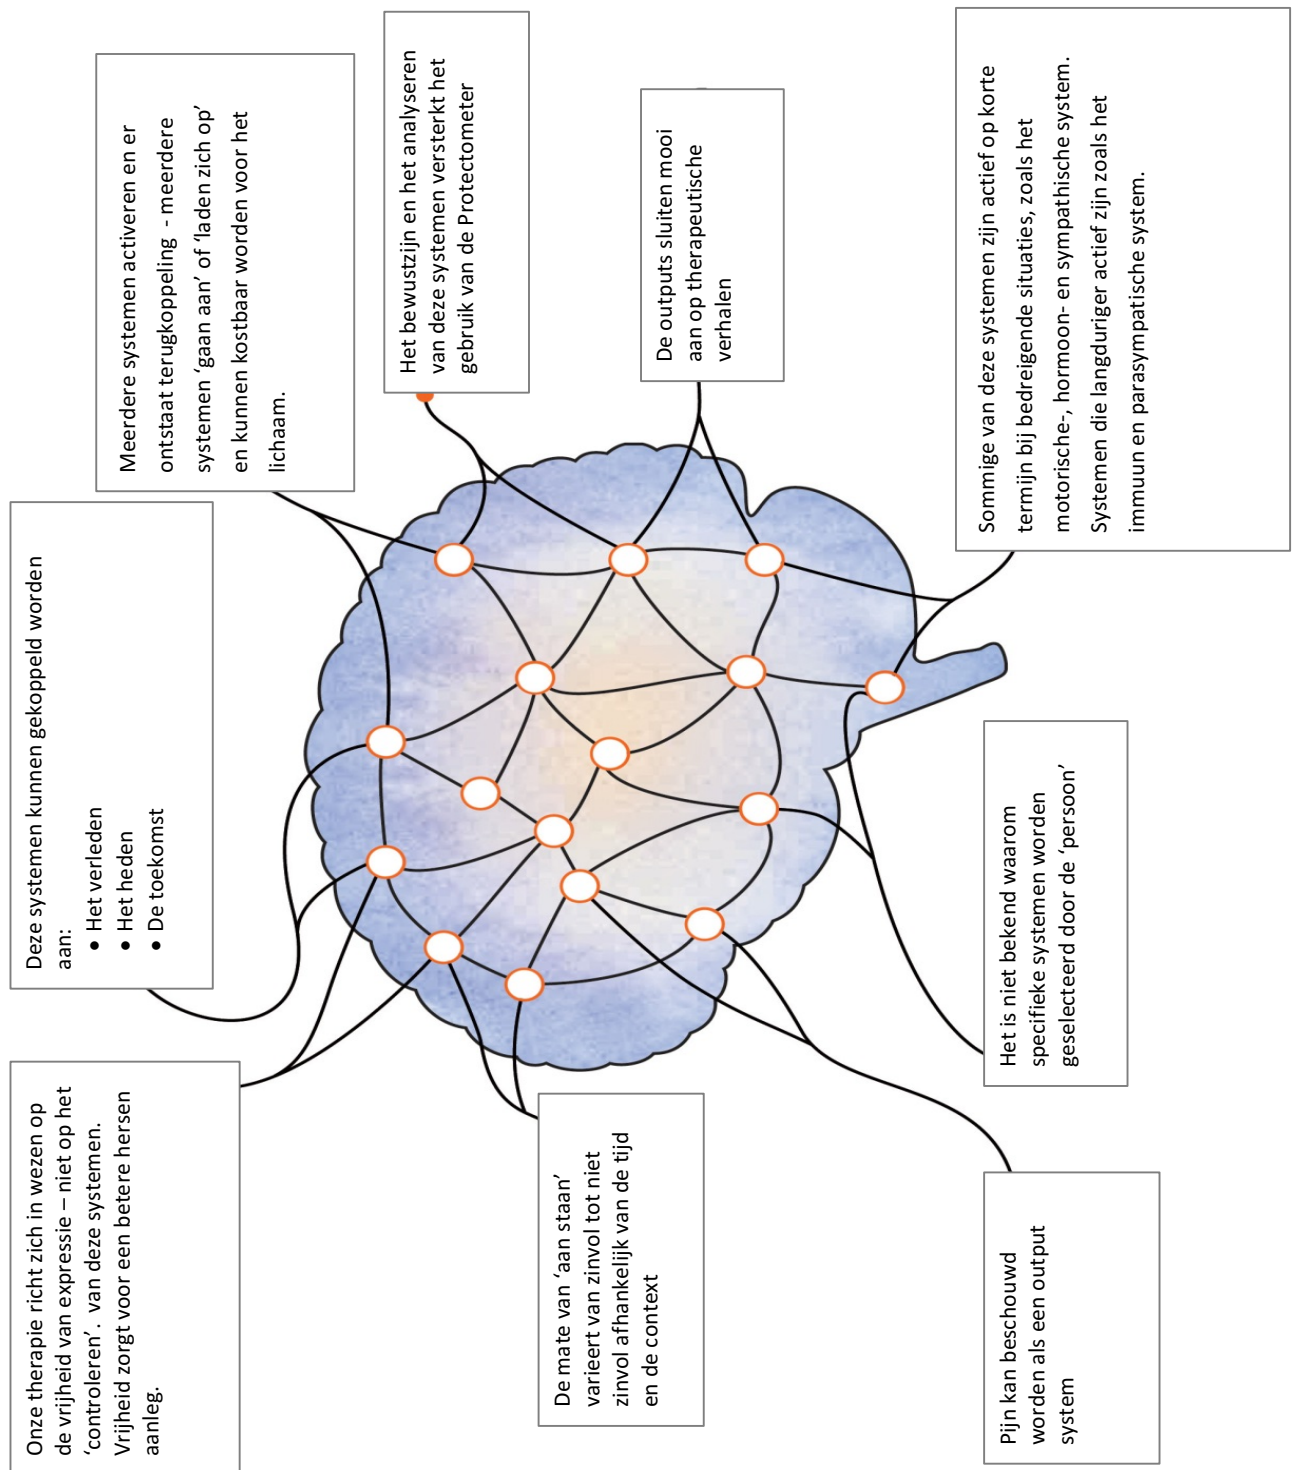 Onze therapie richt zich in wezen op
de vrijheid van expressie – niet op het
‘controleren’. van deze systemen.
Vrijheid zorgt voor een betere hersen
aanleg.
Deze systemen kunnen gekoppeld worden
aan:
• Het verleden
• Het heden
• De toekomst
Meerdere systemen activeren en er
ontstaat terugkoppeling - meerdere
systemen ‘gaan aan’ of ‘laden zich op’
en kunnen kostbaar worden voor het
lichaam.
Het bewustzijn en het analyseren
van deze systemen versterkt het
gebruik van de Protectometer
De mate van ‘aan staan’
varieert van zinvol tot niet
zinvol afhankelijk van de tijd
en de context
De outputs sluiten mooi
aan op therapeutische
verhalen
Pijn kan beschouwd
worden als een output
system
Het is niet bekend waarom
specifieke systemen worden
geselecteerd door de ‘persoon’
Sommige van deze systemen zijn actief op korte
termijn bij bedreigende situaties, zoals het
motorische-, hormoon- en sympathische system.
Systemen die langduriger actief zijn zoals het
immuun en parasympatische system.